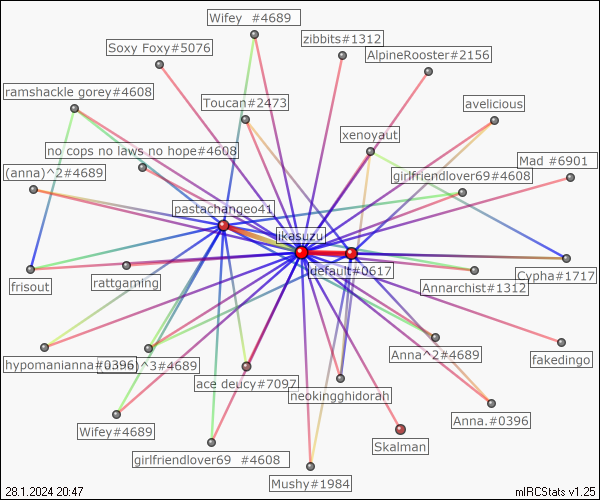 Wifey  #4689
zibbits#1312
Soxy Foxy#5076
AlpineRooster#2156
ramshackle gorey#4608
Toucan#2473
avelicious
xenoyaut
no cops no laws no hope#4608
Mad #6901
(anna)^2#4689
girlfriendlover69#4608
pastachangeo41
ikasuzu
default#0617
frisout
rattgaming
Annarchist#1312
Cypha#1717
hypomanianna#0396
)^3#4689
Anna^2#4689
fakedingo
ace deucy#7097
neokingghidorah
Wifey#4689
Anna.#0396
Skalman
girlfriendlover69  #4608
Mushy#1984
28.1.2024 20:47
mIRCStats v1.25